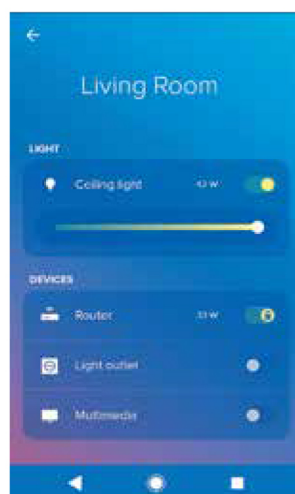 Living Room
LIGHT
Ceiling light
DEVICES
Router
Light outlet
Multimedia